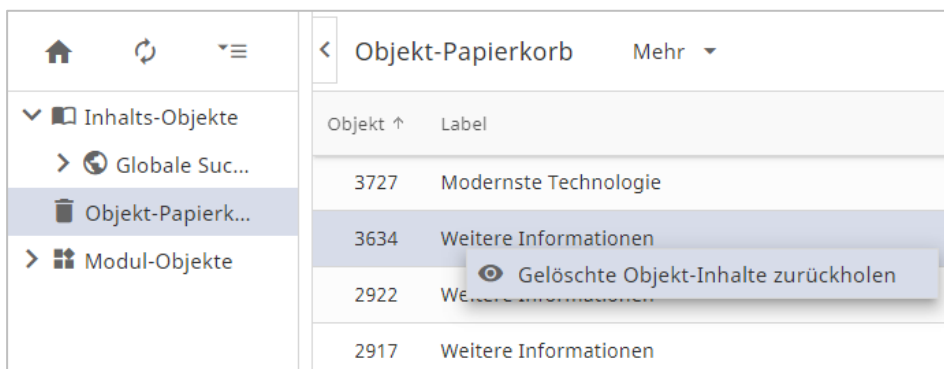 Objekt-Papierkorb Mehr
Inhalts-Objekte
Objekt ↑ Label
Globale Suc...
3727 Modernste Technologie
Objekt-Papierk...
3634 Weitere Informationen
Modul-Objekte
Gelöschte Objekt-Inhalte zurückholen
2922
2917 Weitere Informationen